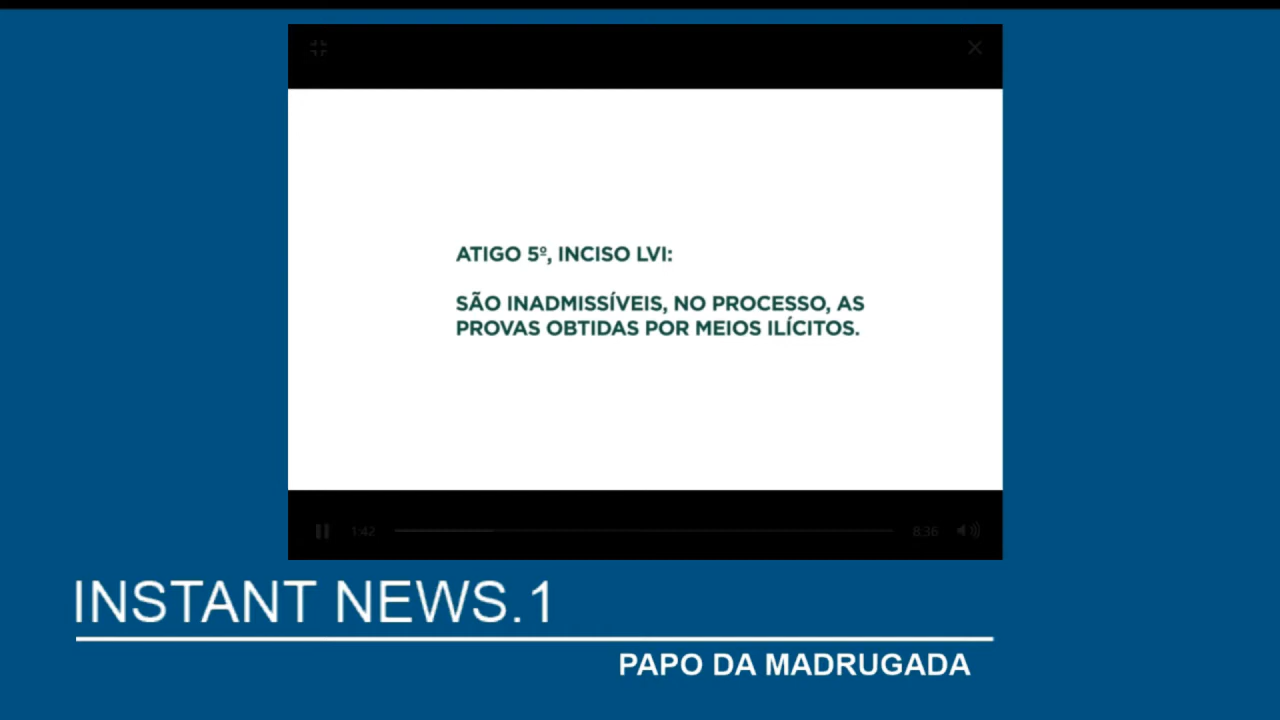 ATIGO 5º, INCISO LVI:
SÃO INADMISSÍVEIS, NO PROCESSO, AS
PROVAS OBTIDAS POR MEIOS ILÍCITOS.
1:42
8:36
INSTANT NEWS.1
PAPO DA MADRUGADA